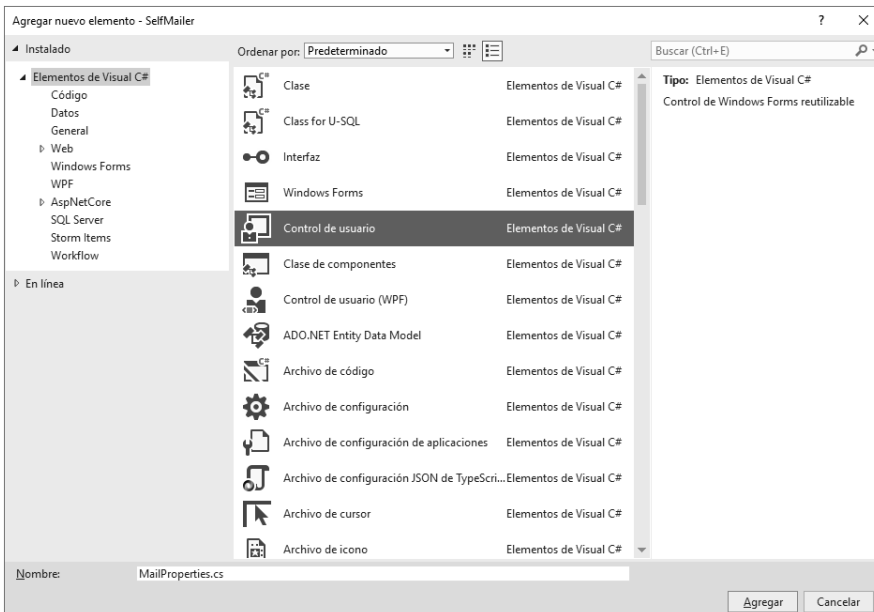 Agregar nuevo elemento - SelfMailer
?
Instalado
Ordenar por: Predeterminado
Buscar (Ctrl+E)
Elementos de Visual C#
Código
Datos
General
Web
Windows Forms
WPF
AspNetCore
SQL Server
Storm Items
Workflow
En línea
Clase Elementos de Visual C#
Class for U-SQL Elementos de Visual C#
Interfaz Elementos de Visual C#
Windows Forms Elementos de Visual C#
Control de usuario Elementos de Visual C#
Clase de componentes Elementos de Visual C#
Control de usuario (WPF) Elementos de Visual C#
ADO.NET Entity Data Model Elementos de Visual C#
Archivo de código Elementos de Visual C#
Archivo de configuración Elementos de Visual C#
Archivo de configuración de aplicaciones Elementos de Visual C#
Archivo de configuración JSON de TypeScri... Elementos de Visual C#
Archivo de cursor Elementos de Visual C#
Archivo de icono Elementos de Visual C#
Tipo: Elementos de Visual C#
Control de Windows Forms reutilizable
Nombre: MailProperties.cs
Agregar Cancelar